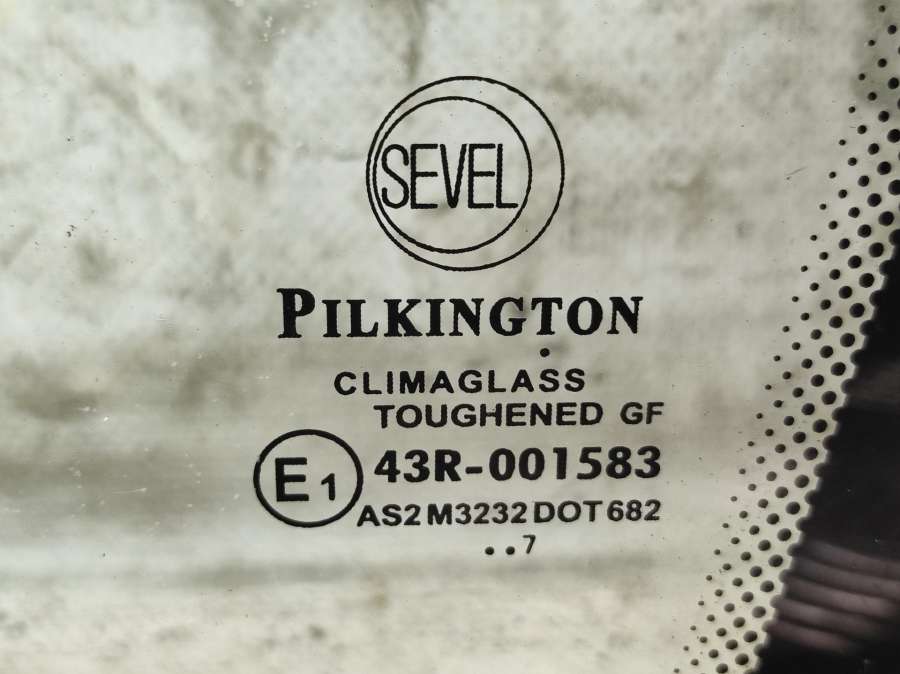 SEVEL
PILKINGTON
CLIMAGLASS
TOUGHENED GF
E1 43R-001583
AS2 M3232 DOT 682
..7